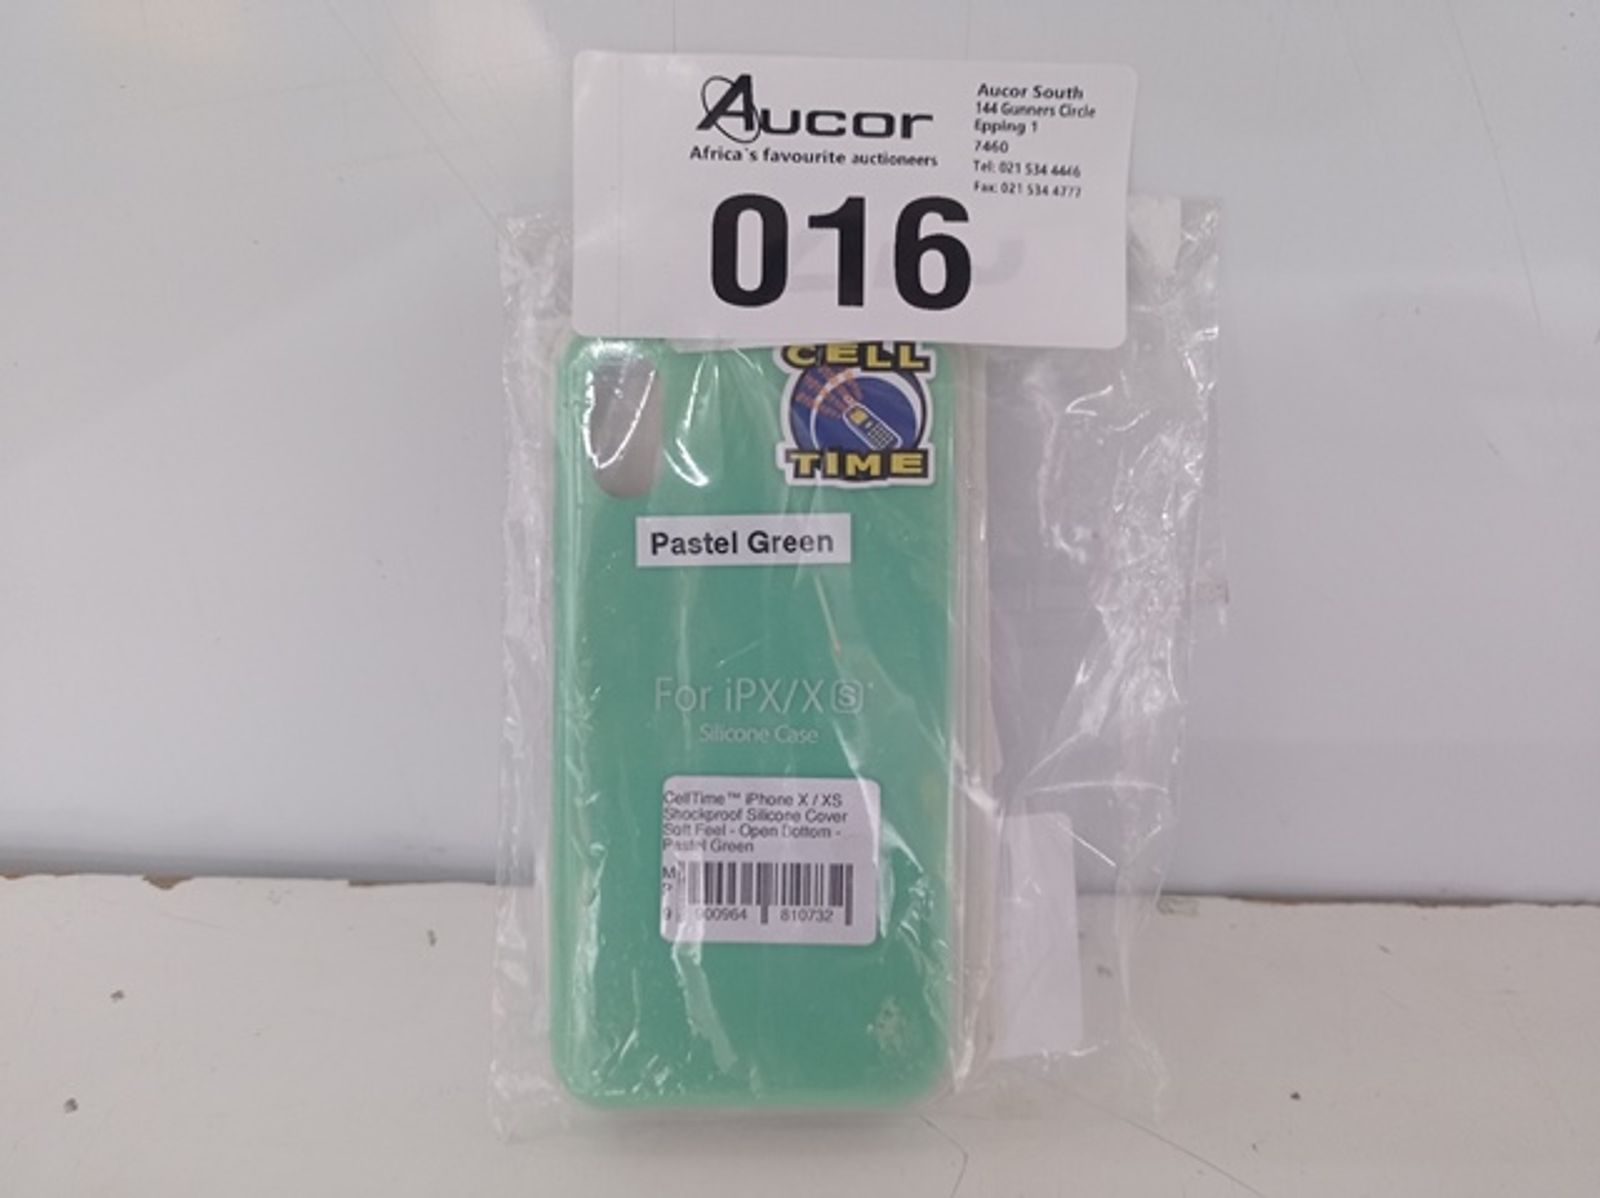 Aucor
Africa's favourite auctioneers
Aucor South
144 Gunners Circle
Epping 1
7460
Tel: 021 534 4446
Fax: 021 534 4777
016
CELL
TIME
Pastel Green
For iPX/XS
Silicone Case
CellTime™ iPhone X / XS
Shockproof Silicone Cover
Soft Feel - Open Bottom -
Pastel Green
M
9 900964 810732